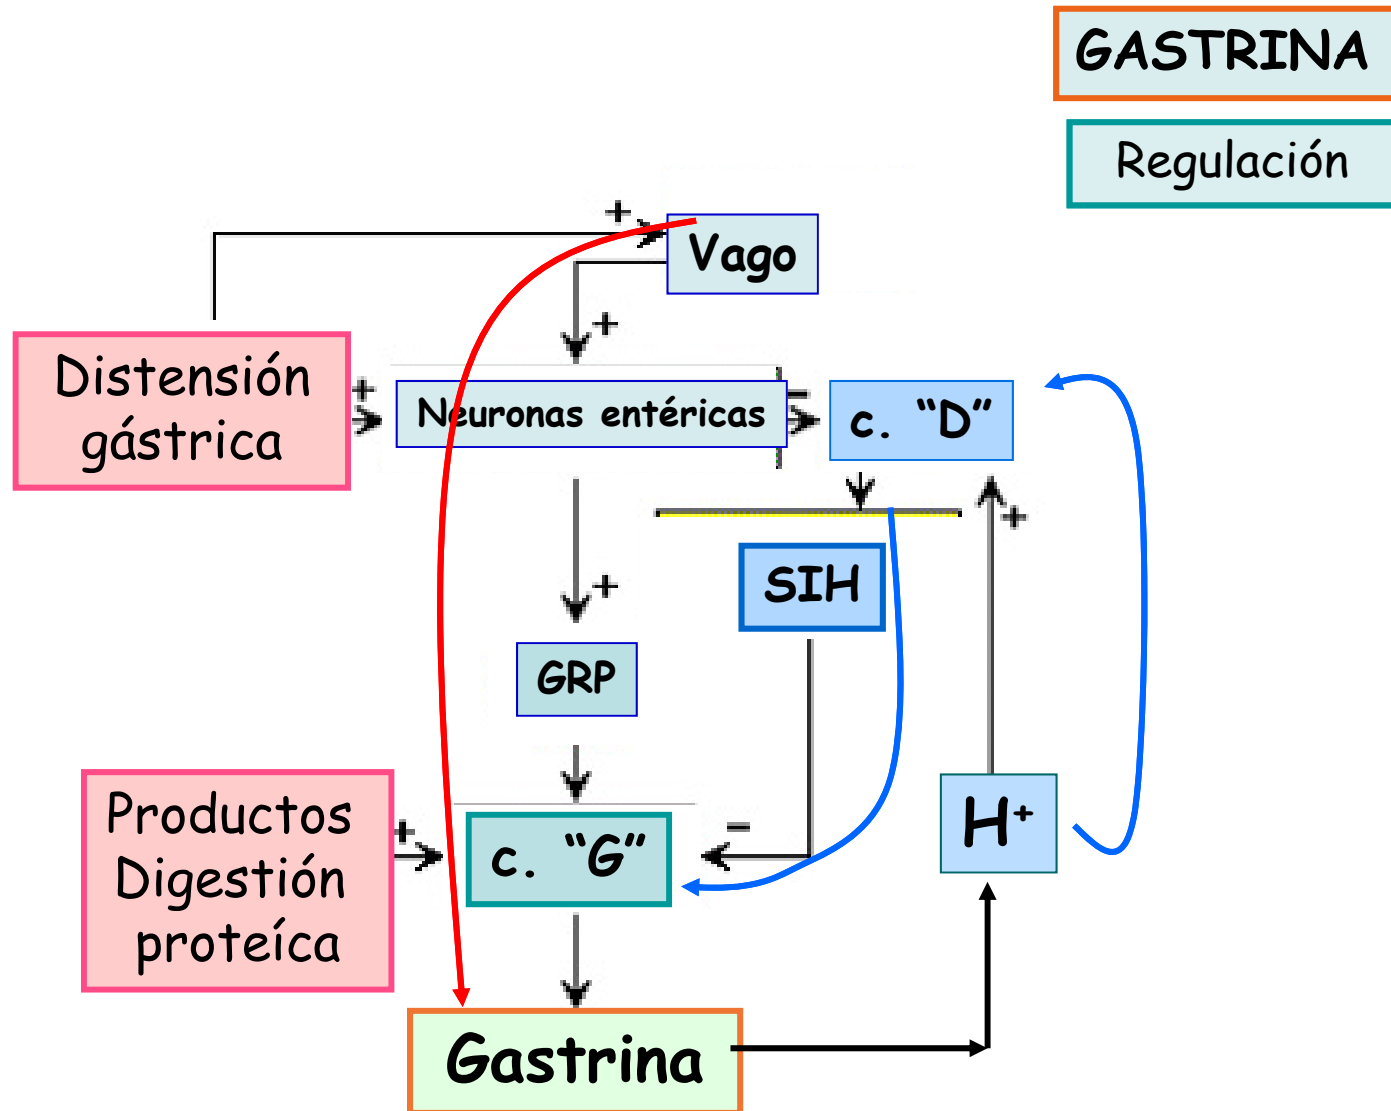 GASTRINA
Regulación
+
Vago
+
Distensión
gástrica
+
Neuronas entéricas
-
c. “D”
+
SIH
+
GRP
Productos
Digestión
proteíca
+
c. “G”
-
H+
Gastrina